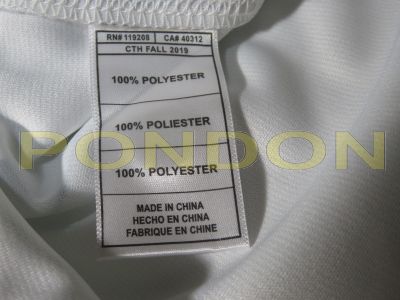 RN# 119208 CA# 40312
CTH FALL 2019
100% POLYESTER
100% POLIESTER
PONDON
100% POLYESTER
MADE IN CHINA
HECHO EN CHINA
FABRIQUE EN CHINE